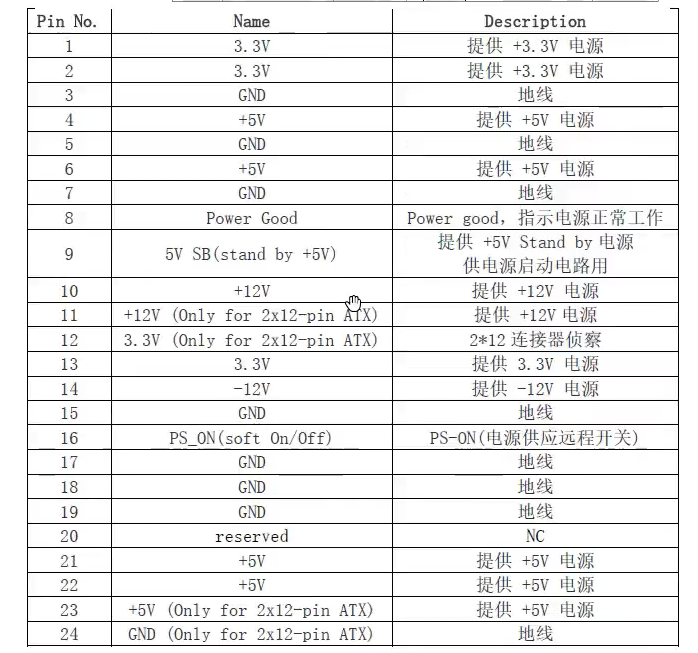 Pin No. Name Description
1 3.3V 提供 +3.3V 电源
2 3.3V 提供 +3.3V 电源
3 GND 地线
4 +5V 提供 +5V 电源
5 GND 地线
6 +5V 提供 +5V 电源
7 GND 地线
8 Power Good Power good, 指示电源正常工作
9 5V SB(stand by +5V) 提供 +5V Stand by 电源
供电源启动电路用
10 +12V 提供 +12V 电源
11 +12V (Only for 2x12-pin ATX) 提供 +12V 电源
12 3.3V (Only for 2x12-pin ATX) 2*12 连接器侦察
13 3.3V 提供 3.3V 电源
14 -12V 提供 -12V 电源
15 GND 地线
16 PS_ON(soft On/Off) PS-ON(电源供应远程开关)
17 GND 地线
18 GND 地线
19 GND 地线
20 reserved NC
21 +5V 提供 +5V 电源
22 +5V 提供 +5V 电源
23 +5V (Only for 2x12-pin ATX) 提供 +5V 电源
24 GND (Only for 2x12-pin ATX) 地线